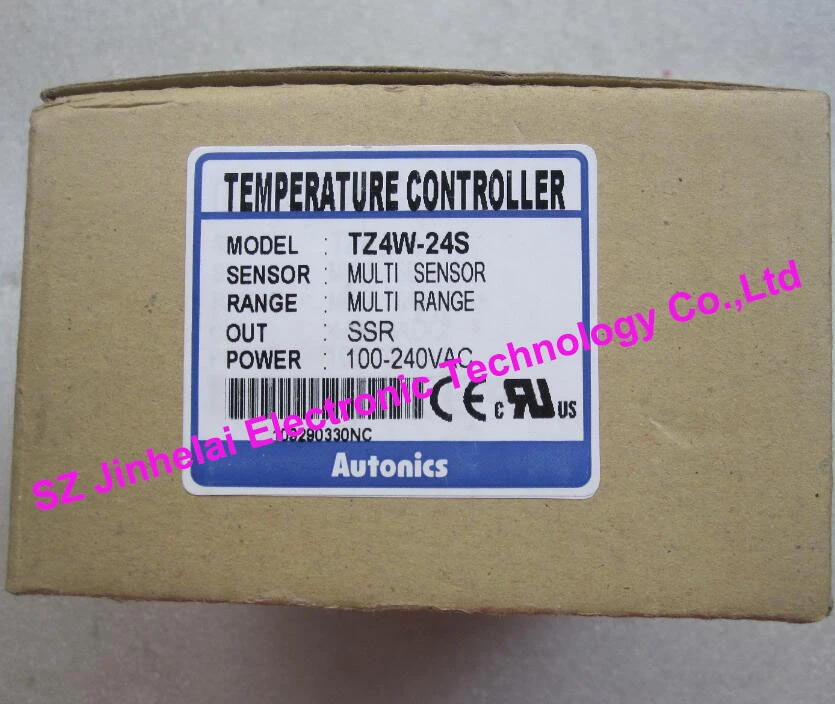 TEMPERATURE CONTROLLER
MODEL : TZ4W-24S
SENSOR : MULTI SENSOR
RANGE : MULTI RANGE
OUT : SSR
POWER : 100-240VAC
CE c RU US
Autonics
SZ Jinhelai Electronic Technology Co.,Ltd